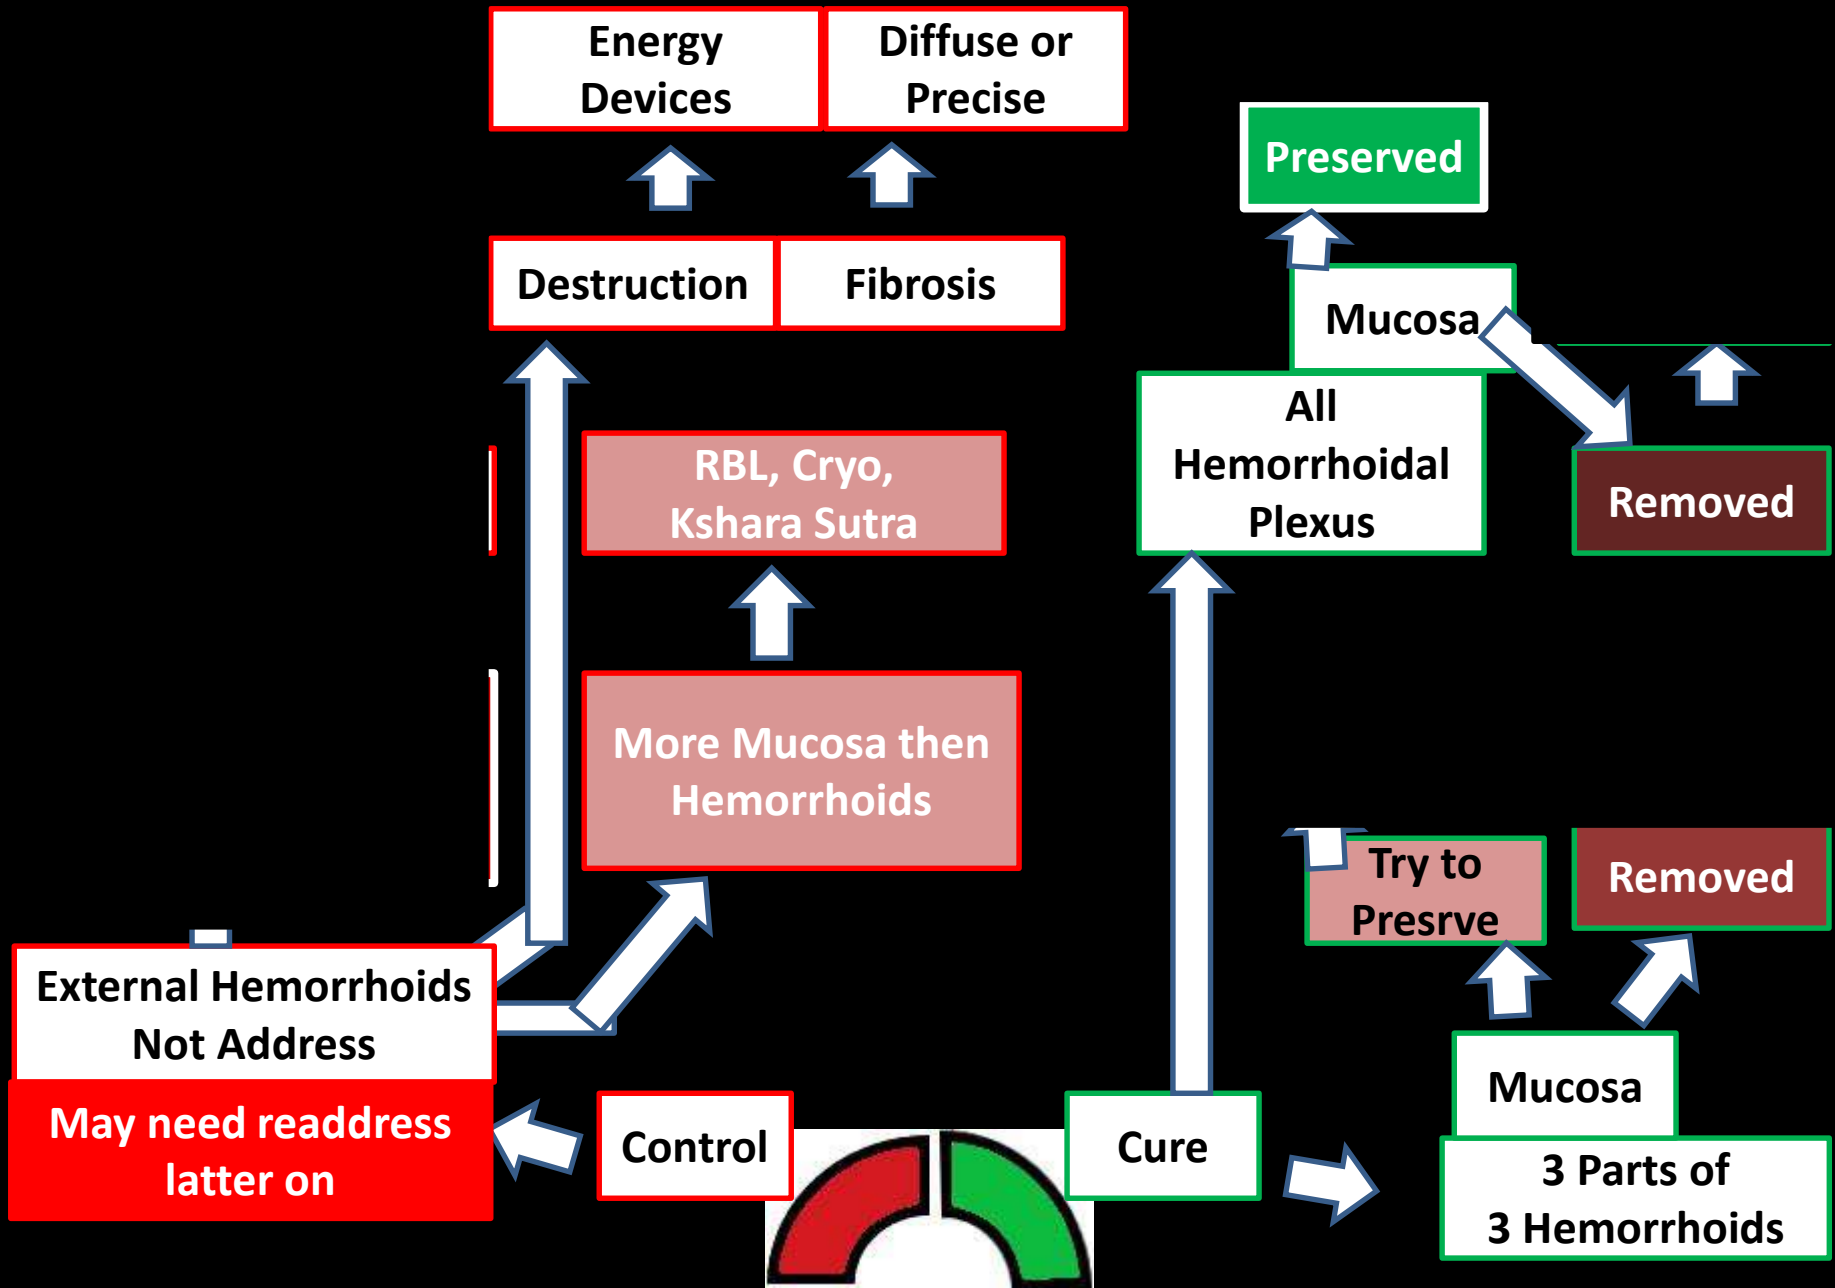 Energy
Devices
Diffuse or
Precise
Preserved
Destruction
Fibrosis
Mucosa
All
Hemorrhoidal
Plexus
RBL, Cryo,
Kshara Sutra
Removed
More Mucosa then
Hemorrhoids
Try to
Presrve
Removed
External Hemorrhoids
Not Address
May need readdress
latter on
Control
Cure
Mucosa
3 Parts of
3 Hemorrhoids